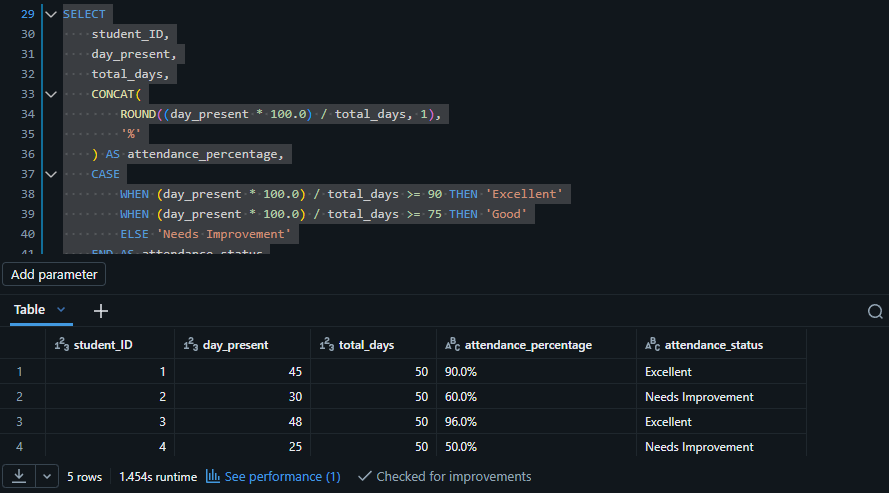 29 SELECT
30 student_ID,
31 day_present,
32 total_days,
33 CONCAT(
34 ROUND((day_present * 100.0) / total_days, 1),
35 '%'
36 ) AS attendance_percentage,
37 CASE
38 WHEN (day_present * 100.0) / total_days >= 90 THEN 'Excellent'
39 WHEN (day_present * 100.0) / total_days >= 75 THEN 'Good'
40 ELSE 'Needs Improvement'
41 END AS attendance_status
Add parameter
Table +
123 student_ID 123 day_present 123 total_days ABC attendance_percentage ABC attendance_status
1 1 45 50 90.0% Excellent
2 2 30 50 60.0% Needs Improvement
3 3 48 50 96.0% Excellent
4 4 25 50 50.0% Needs Improvement
5 rows 1.454s runtime See performance (1) Checked for improvements